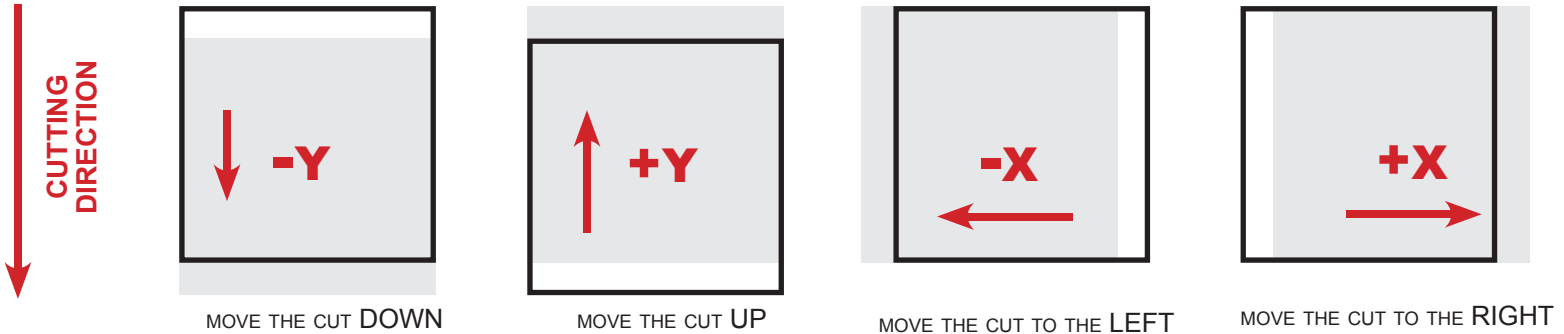 CUTTING
DIRECTION
-Y
MOVE THE CUT DOWN
+Y
MOVE THE CUT UP
-X
MOVE THE CUT TO THE LEFT
+X
MOVE THE CUT TO THE RIGHT